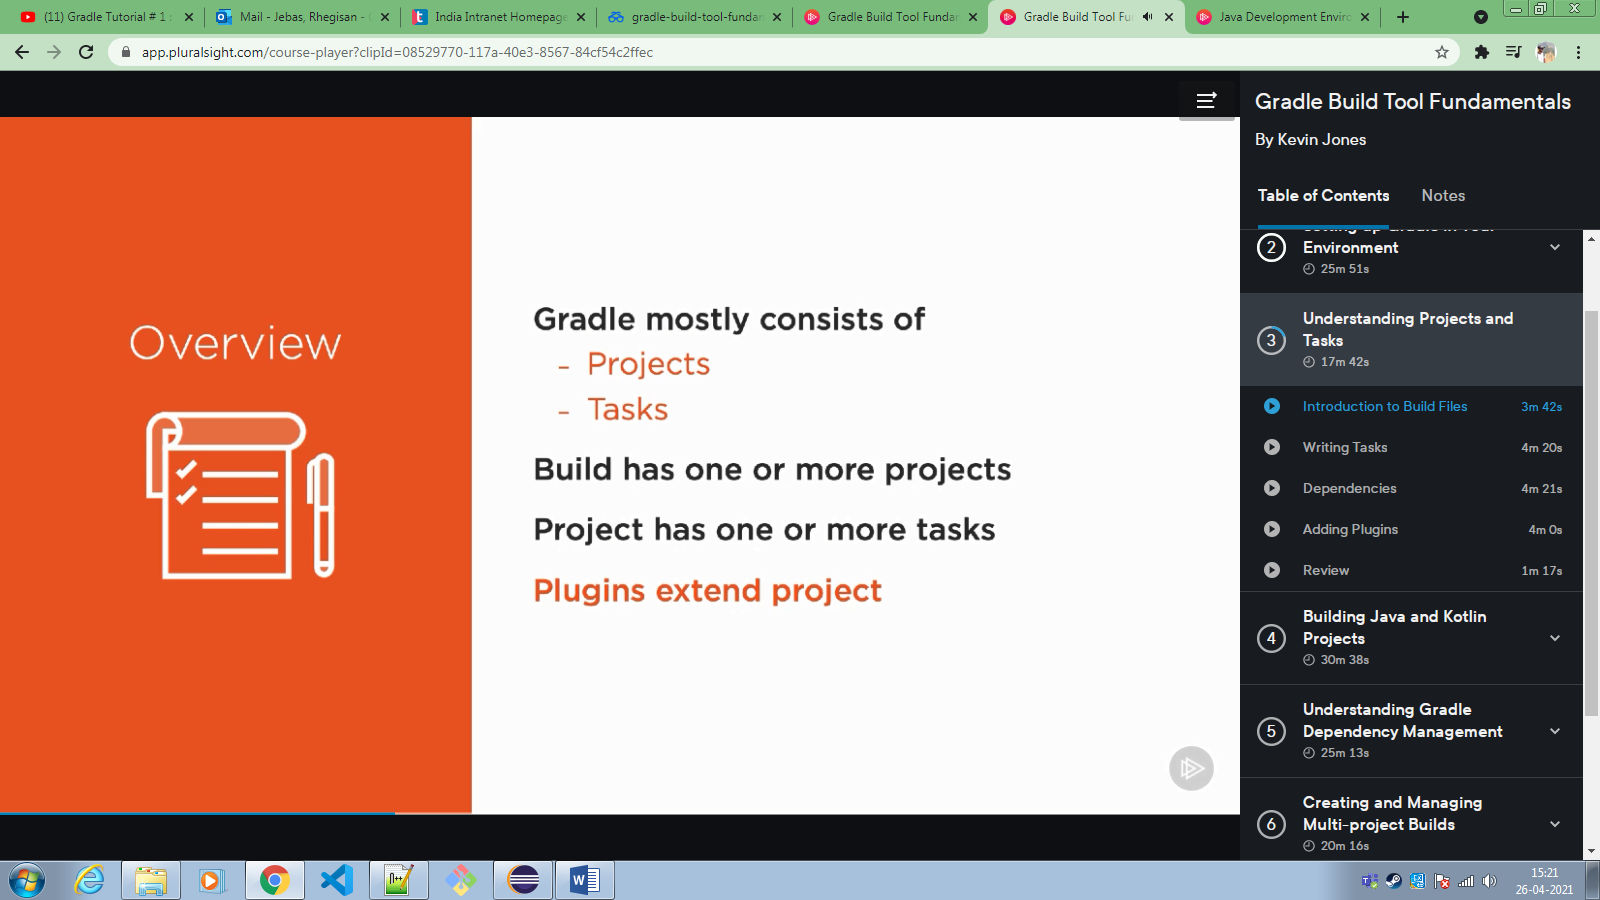 (11) Gradle Tutorial # 1
Mail - Jebas, Rhegisan -
India Intranet Homepage
gradle-build-tool-fundam
Gradle Build Tool Fundam
Gradle Build Tool Fu
Java Development Enviro
app.pluralsight.com/course-player?clipId=08529770-117a-40e3-8567-84cf54c2ffec
Overview
Gradle mostly consists of
- Projects
- Tasks
Build has one or more projects
Project has one or more tasks
Plugins extend project
Gradle Build Tool Fundamentals
By Kevin Jones
Table of Contents
Notes
2
Environment
25m 51s
3
Understanding Projects and
Tasks
17m 42s
Introduction to Build Files 3m 42s
Writing Tasks 4m 20s
Dependencies 4m 21s
Adding Plugins 4m 0s
Review 1m 17s
4
Building Java and Kotlin
Projects
30m 38s
5
Understanding Gradle
Dependency Management
25m 13s
6
Creating and Managing
Multi-project Builds
20m 16s
15:21
26-04-2021